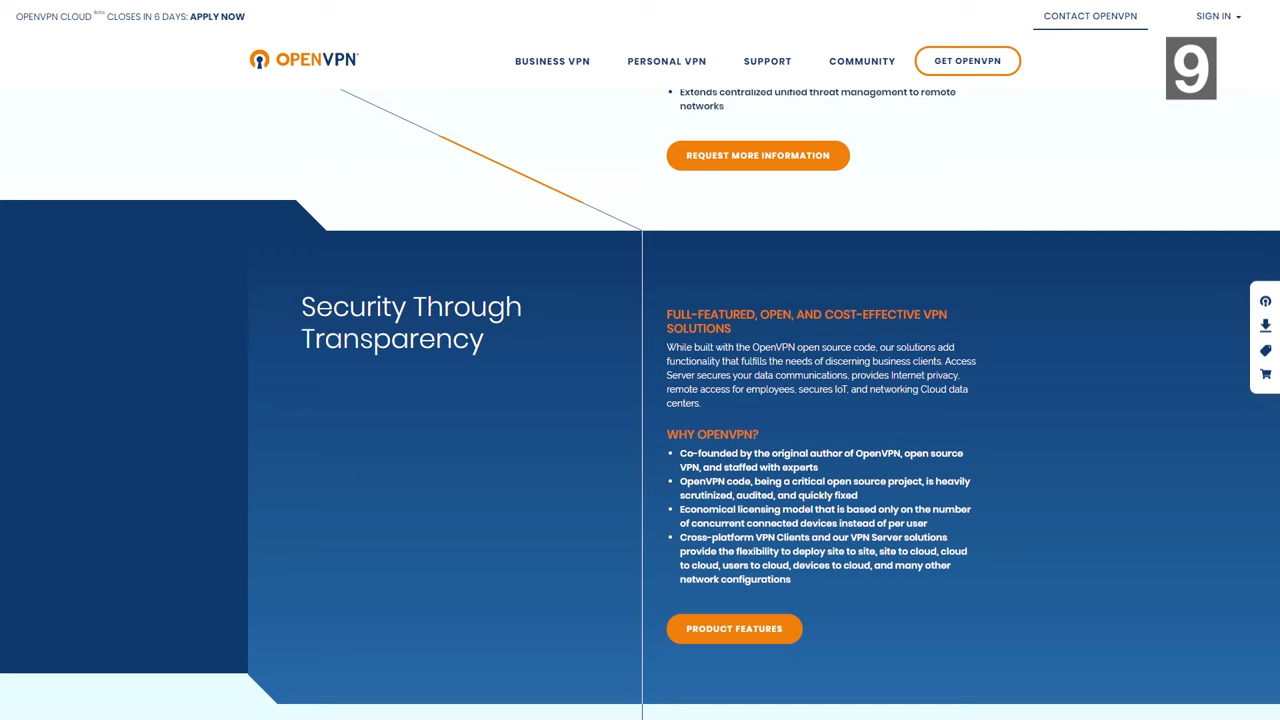 OPENVPN CLOUD Beta CLOSES IN 6 DAYS: APPLY NOW
CONTACT OPENVPN
SIGN IN
OPENVPN
BUSINESS VPN
PERSONAL VPN
SUPPORT
COMMUNITY
GET OPENVPN
9
Extends centralized unified threat management to remote
networks
REQUEST MORE INFORMATION
Security Through
Transparency
FULL-FEATURED, OPEN, AND COST-EFFECTIVE VPN
SOLUTIONS
While built with the OpenVPN open source code, our solutions add
functionality that fulfills the needs of discerning business clients. Access
Server secures your data communications, provides Internet privacy,
remote access for employees, secures IoT, and networking Cloud data
centers.
WHY OPENVPN?
• Co-founded by the original author of OpenVPN, open source
VPN, and staffed with experts
• OpenVPN code, being a critical open source project, is heavily
scrutinized, audited, and quickly fixed
• Economical licensing model that is based only on the number
of concurrent connected devices instead of per user
• Cross-platform VPN Clients and our VPN Server solutions
provide the flexibility to deploy site to site, site to cloud, cloud
to cloud, users to cloud, devices to cloud, and many other
network configurations
PRODUCT FEATURES